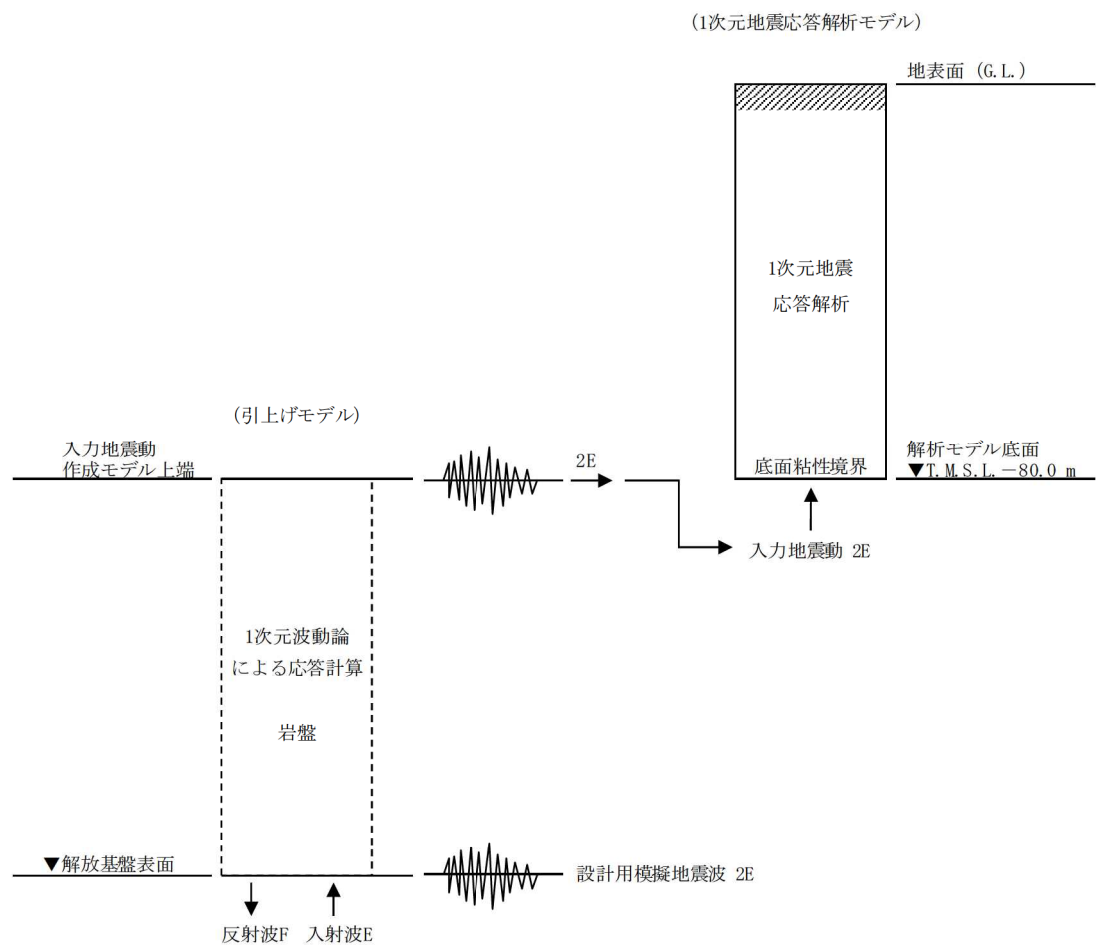 (1次元地震応答解析モデル)
地表面 (G.L.)
1次元地震
応答解析
(引上げモデル)
入力地震動
作成モデル上端
2E
底面粘性境界
解析モデル底面
▼T.M.S.L.－80.0 m
入力地震動 2E
1次元波動論
による応答計算
岩盤
▼解放基盤表面
設計用模擬地震波 2E
反射波F
入射波E